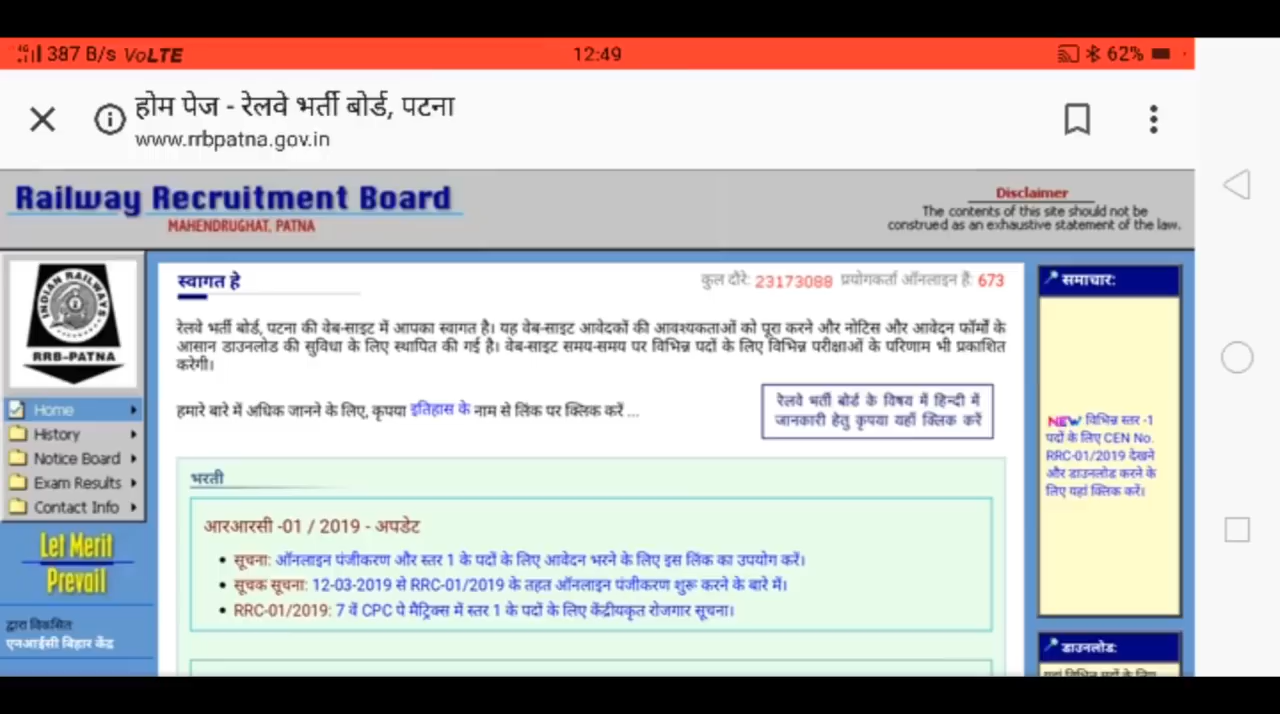 4G 387 B/s VoLTE 12:49 62%
होम पेज - रेलवे भर्ती बोर्ड, पटना
www.rrbpatna.gov.in
Railway Recruitment Board
MAHENDRUGHAT, PATNA
Disclaimer
The contents of this site should not be
construed as an exhaustive statement of the law.
INDIAN RAILWAYS
RRB-PATNA
Home
History
Notice Board
Exam Results
Contact Info
Let Merit
Prevail
द्वारा विकसित
एनआईसी बिहार केंद्र
स्वागत हे
कुल दौरे: 23173088 प्रयोगकर्ता ऑनलाइन हैं: 673
रेलवे भर्ती बोर्ड, पटना की वेब-साइट में आपका स्वागत है। यह वेब-साइट आवेदकों की आवश्यकताओं को पूरा करने और नोटिस और आवेदन फॉर्मों के
आसान डाउनलोड की सुविधा के लिए स्थापित की गई है। वेब-साइट समय-समय पर विभिन्न पदों के लिए विभिन्न परीक्षाओं के परिणाम भी प्रकाशित
करेगी।
हमारे बारे में अधिक जानने के लिए, कृपया इतिहास के नाम से लिंक पर क्लिक करें ...
रेलवे भर्ती बोर्ड के विषय में हिन्दी में
जानकारी हेतु कृपया यहाँ क्लिक करें
भरती
आरआरसी -01 / 2019 - अपडेट
सूचना: ऑनलाइन पंजीकरण और स्तर 1 के पदों के लिए आवेदन भरने के लिए इस लिंक का उपयोग करें।
सूचक सूचना: 12-03-2019 से RRC-01/2019 के तहत ऑनलाइन पंजीकरण शुरू करने के बारे में।
RRC-01/2019: 7 वें CPC पे मैट्रिक्स में स्तर 1 के पदों के लिए केंद्रीयकृत रोजगार सूचना।
समाचार:
NEW विभिन्न स्तर -1
पदों के लिए CEN No.
RRC-01/2019 देखने
और डाउनलोड करने के
लिए यहां क्लिक करें।
डाउनलोड: